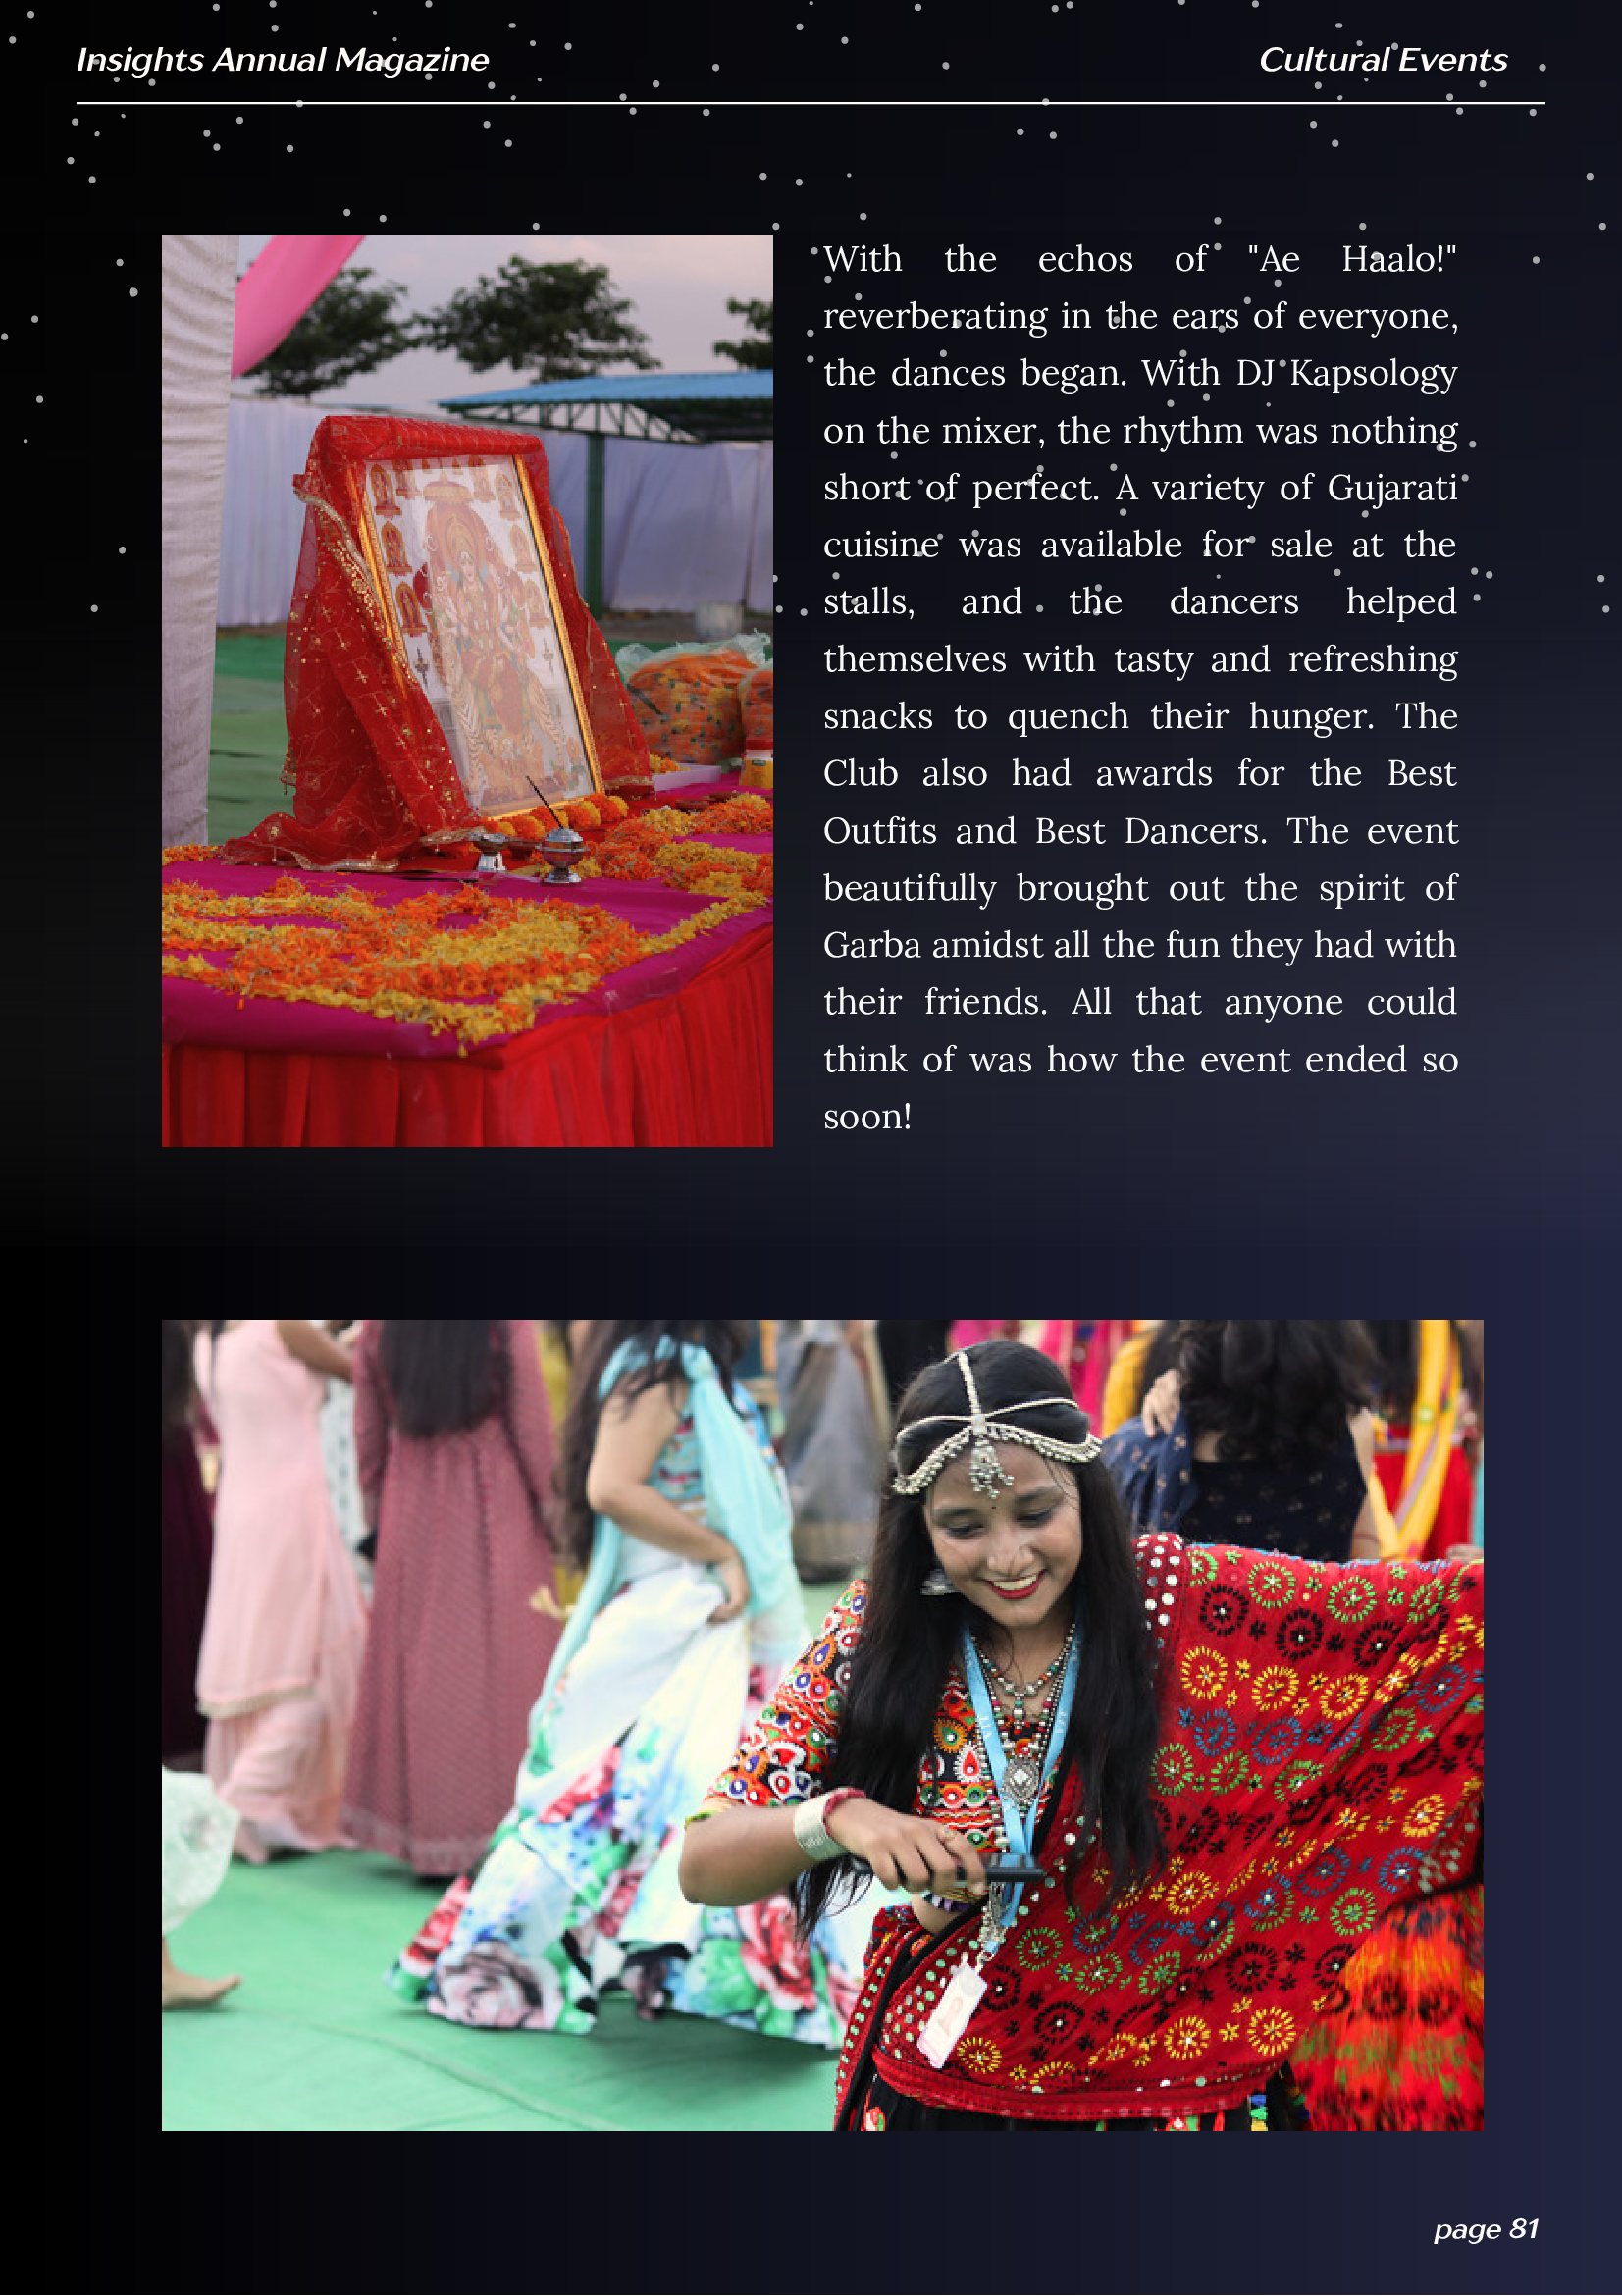 Insights Annual Magazine
Cultural Events
With the echos of "Ae Haalo!"
reverberating in the ears of everyone,
the dances began. With DJ Kapsology
on the mixer, the rhythm was nothing
short of perfect. A variety of Gujarati
cuisine was available for sale at the
stalls, and the dancers helped
themselves with tasty and refreshing
snacks to quench their hunger. The
Club also had awards for the Best
Outfits and Best Dancers. The event
beautifully brought out the spirit of
Garba amidst all the fun they had with
their friends. All that anyone could
think of was how the event ended so
soon!
page 81